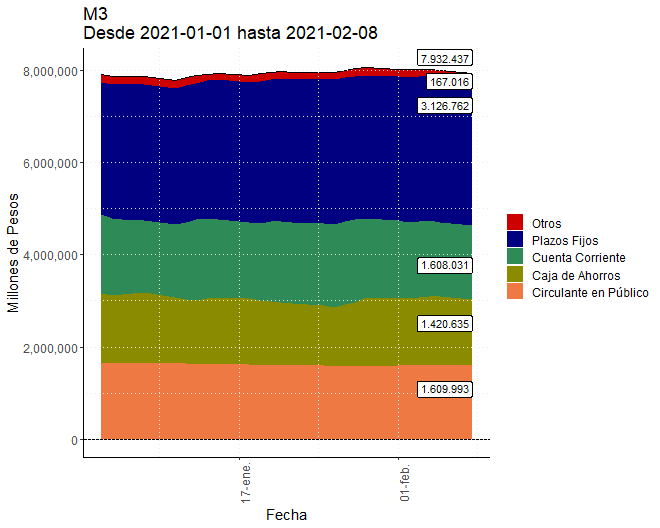 M3
Desde 2021-01-01 hasta 2021-02-08
Millones de Pesos
8,000,000
6,000,000
4,000,000
2,000,000
0
7.932.437
167.016
3.126.762
1.608.031
1.420.635
1.609.993
17-ene.
01-feb.
Fecha
Otros
Plazos Fijos
Cuenta Corriente
Caja de Ahorros
Circulante en Público